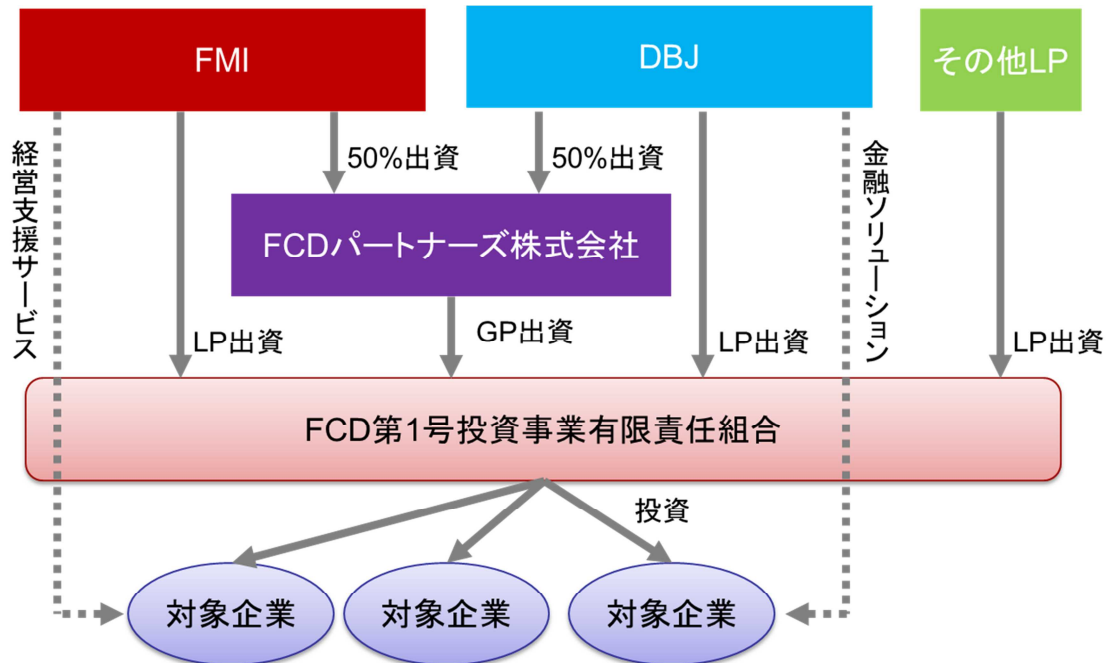 FMI
DBJ
その他LP
経営支援サービス
50%出資
50%出資
金融ソリューション
FCDパートナーズ株式会社
LP出資
GP出資
LP出資
LP出資
FCD第1号投資事業有限責任組合
投資
対象企業
対象企業
対象企業